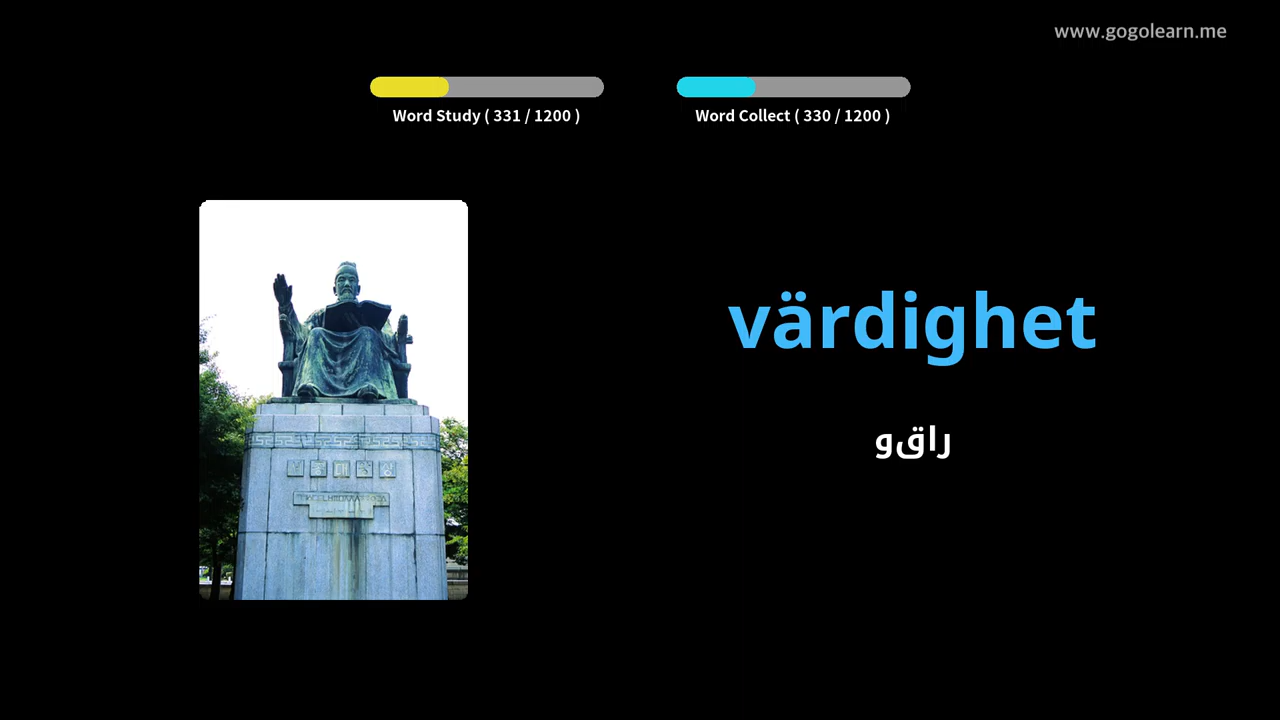 www.gogolearn.me
Word Study ( 331 / 1200 )
Word Collect ( 330 / 1200 )
värdighet
راقو